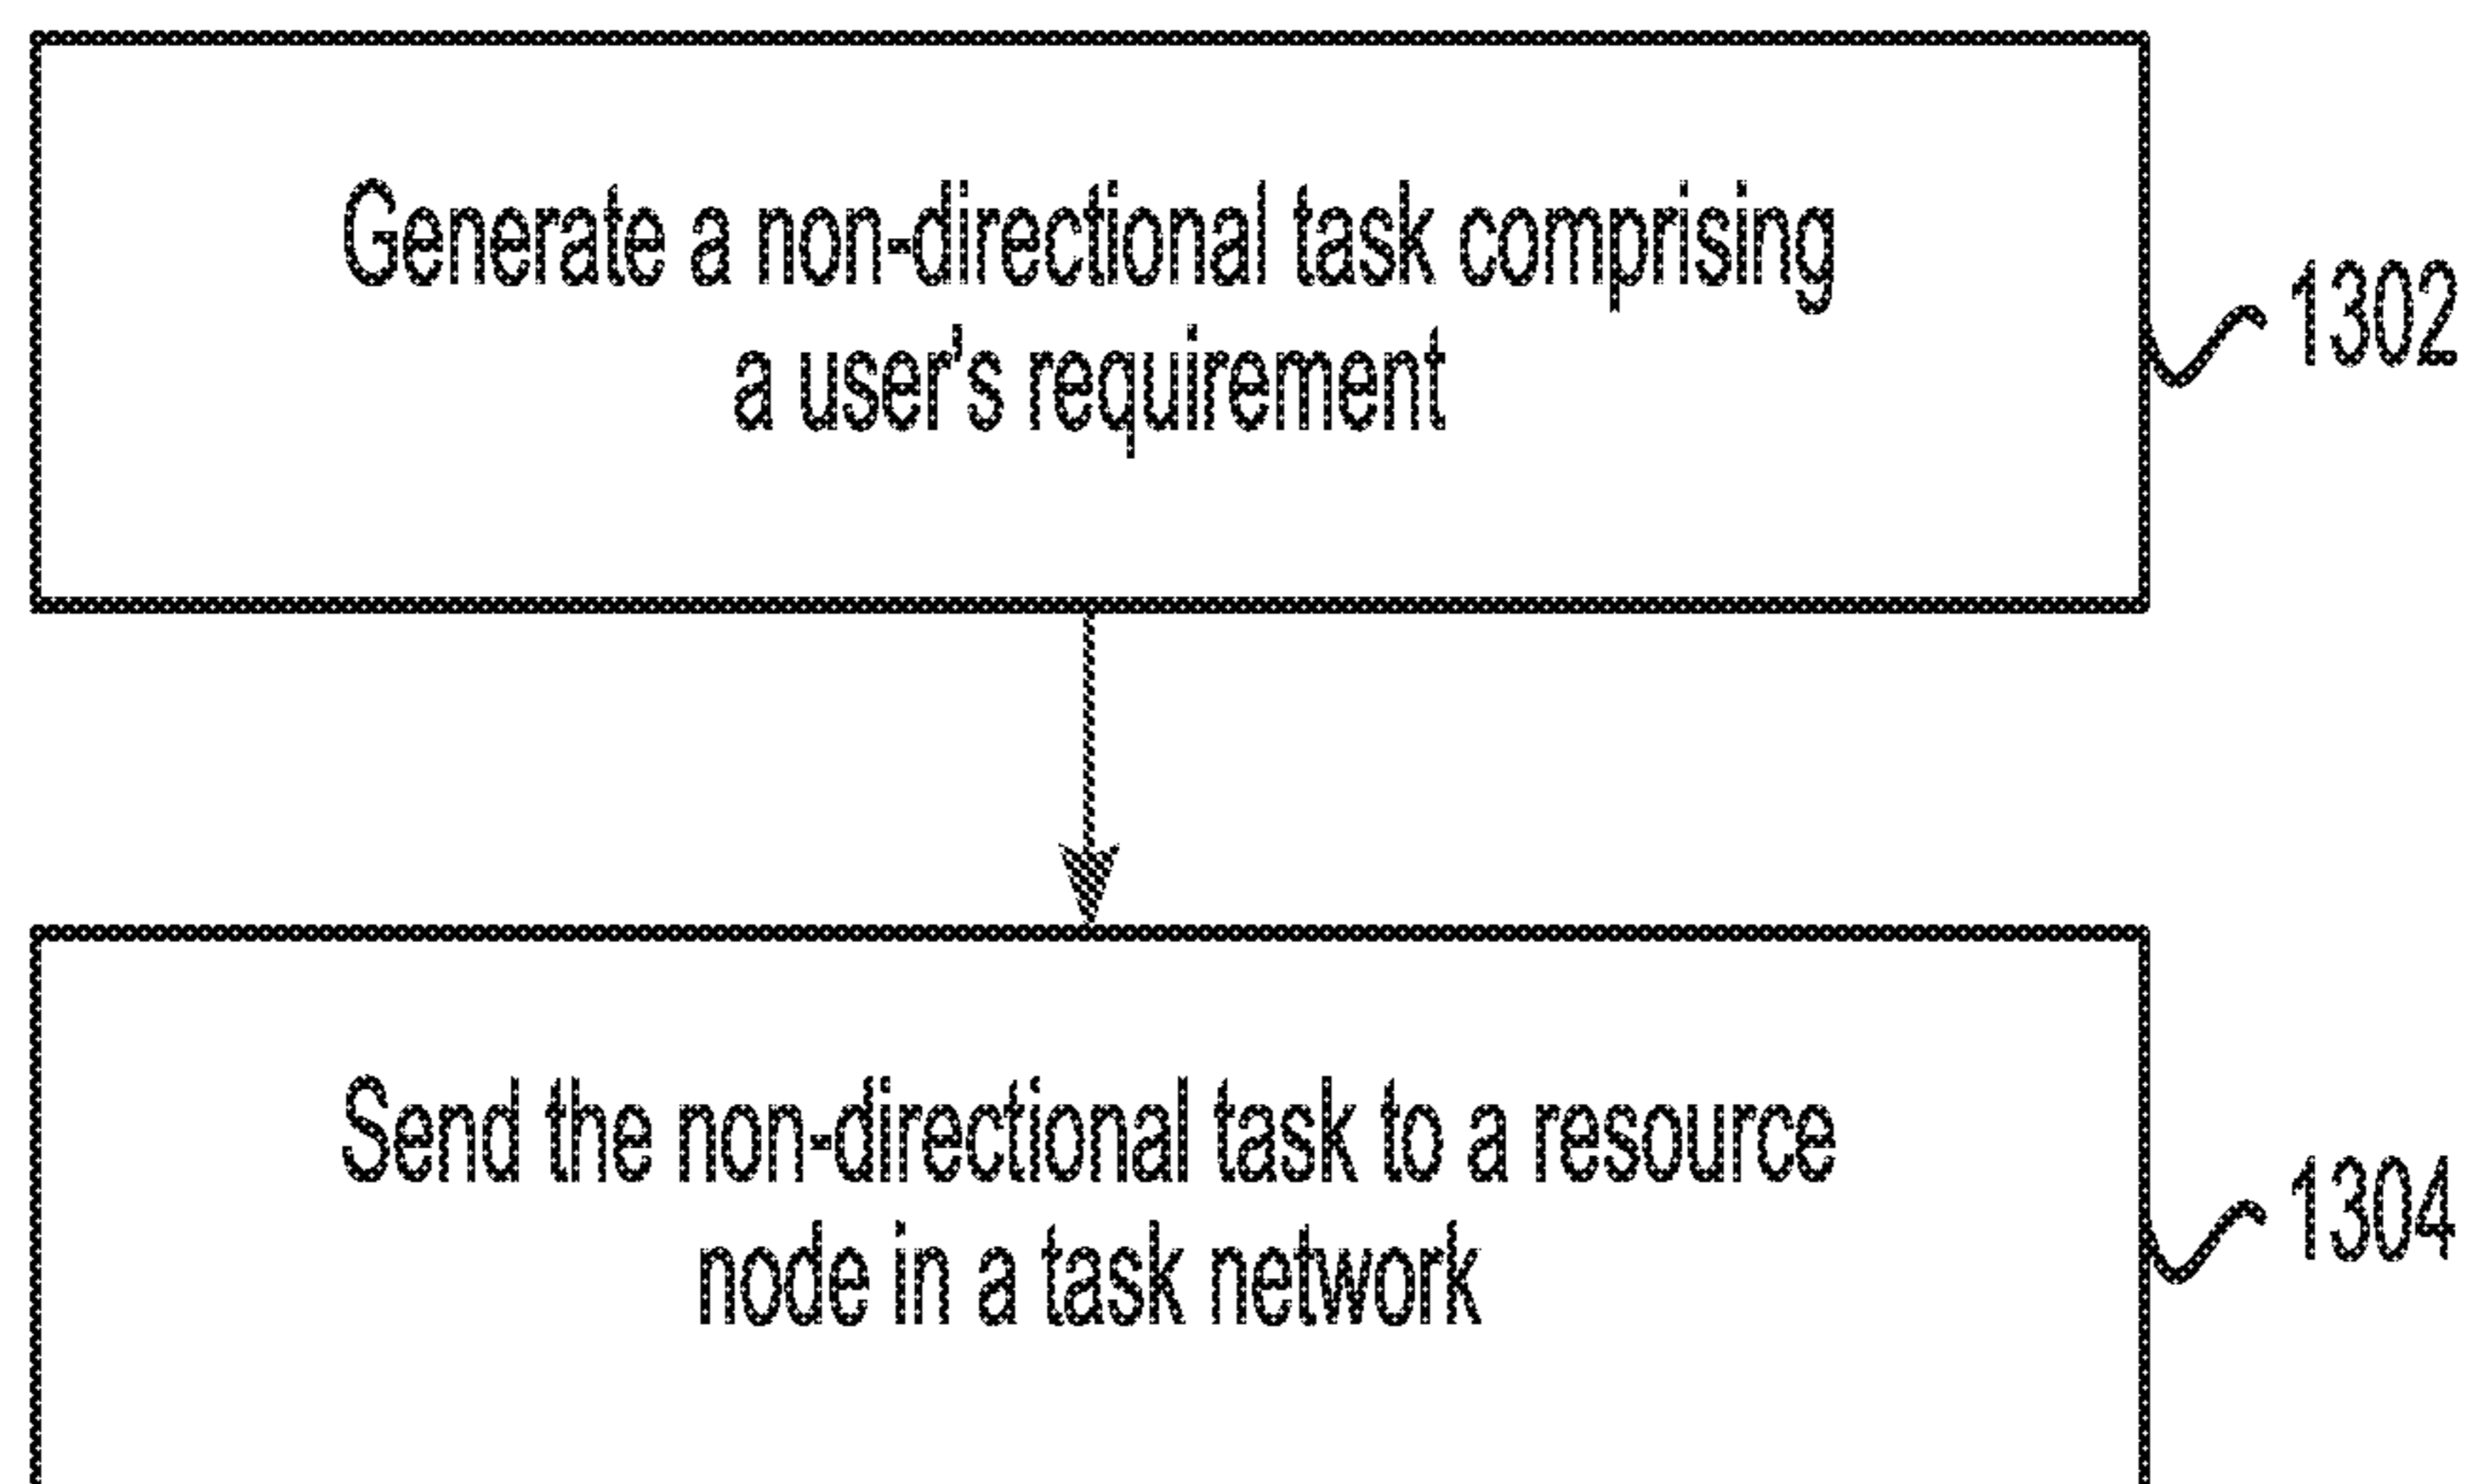 Generate a non-directional task comprising
a user's requirement
1302
Send the non-directional task to a resource
node in a task network
1304